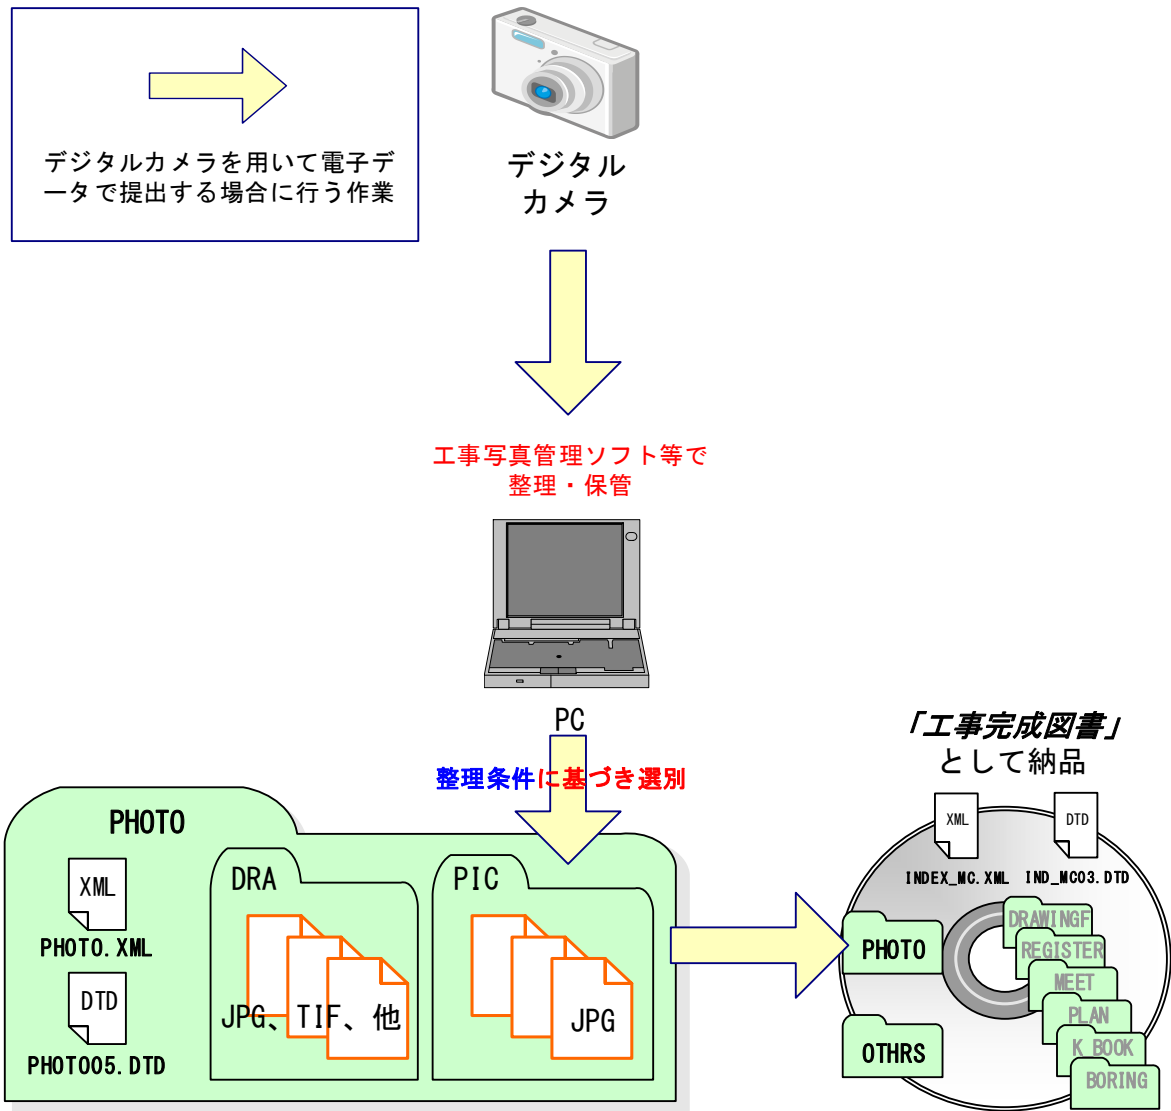 デジタルカメラを用いて電子デ
ータで提出する場合に行う作業
デジタル
カメラ
工事写真管理ソフト等で
整理・保管
PC
整理条件に基づき選別
「工事完成図書」
として納品
PHOTO
XML
PHOTO.XML
DTD
PHOTO05.DTD
DRA
JPG、TIF、他
PIC
JPG
XML
DTD
INDEX_MC.XML
IND_MC03.DTD
PHOTO
OTHRS
DRAWINGF
REGISTER
MEET
PLAN
K_BOOK
BORING